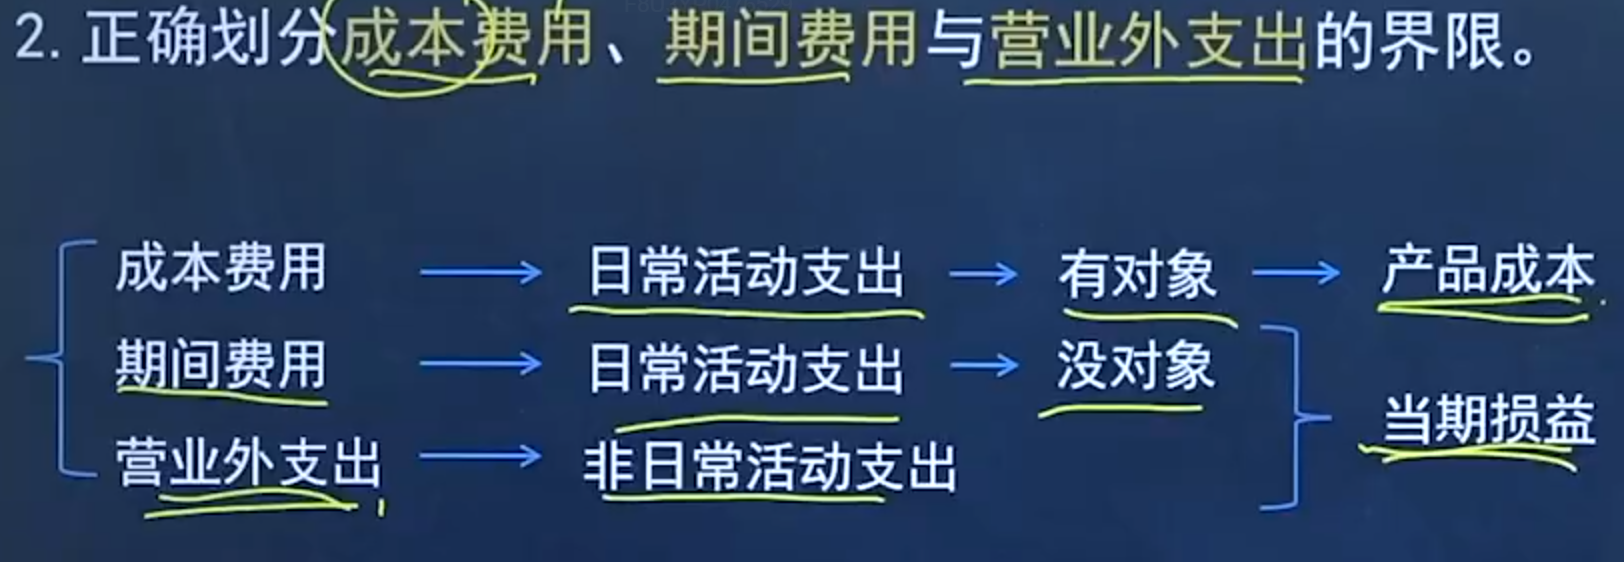 2. 正确划分成本费用、期间费用与营业外支出的界限。
成本费用 → 日常活动支出 → 有对象 → 产品成本
期间费用 → 日常活动支出 → 没对象
当期损益
营业外支出 → 非日常活动支出